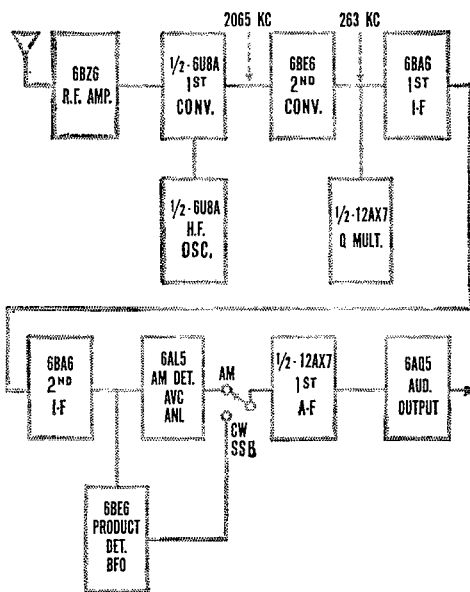 2065 KC
263 KC
6BZ6
R.F. AMP.
1/2-6U8A
1ST
CONV.
6BE6
2ND
CONV.
6BA6
1ST
I-F
1/2-6U8A
H.F.
OSC.
1/2-12AX7
Q MULT.
6BA6
2ND
I-F
6AL5
AM DET.
AVC
ANL
AM
CW
SSB
1/2-12AX7
1ST
A-F
6AQ5
AUD.
OUTPUT
6BE6
PRODUCT
DET.
BFO